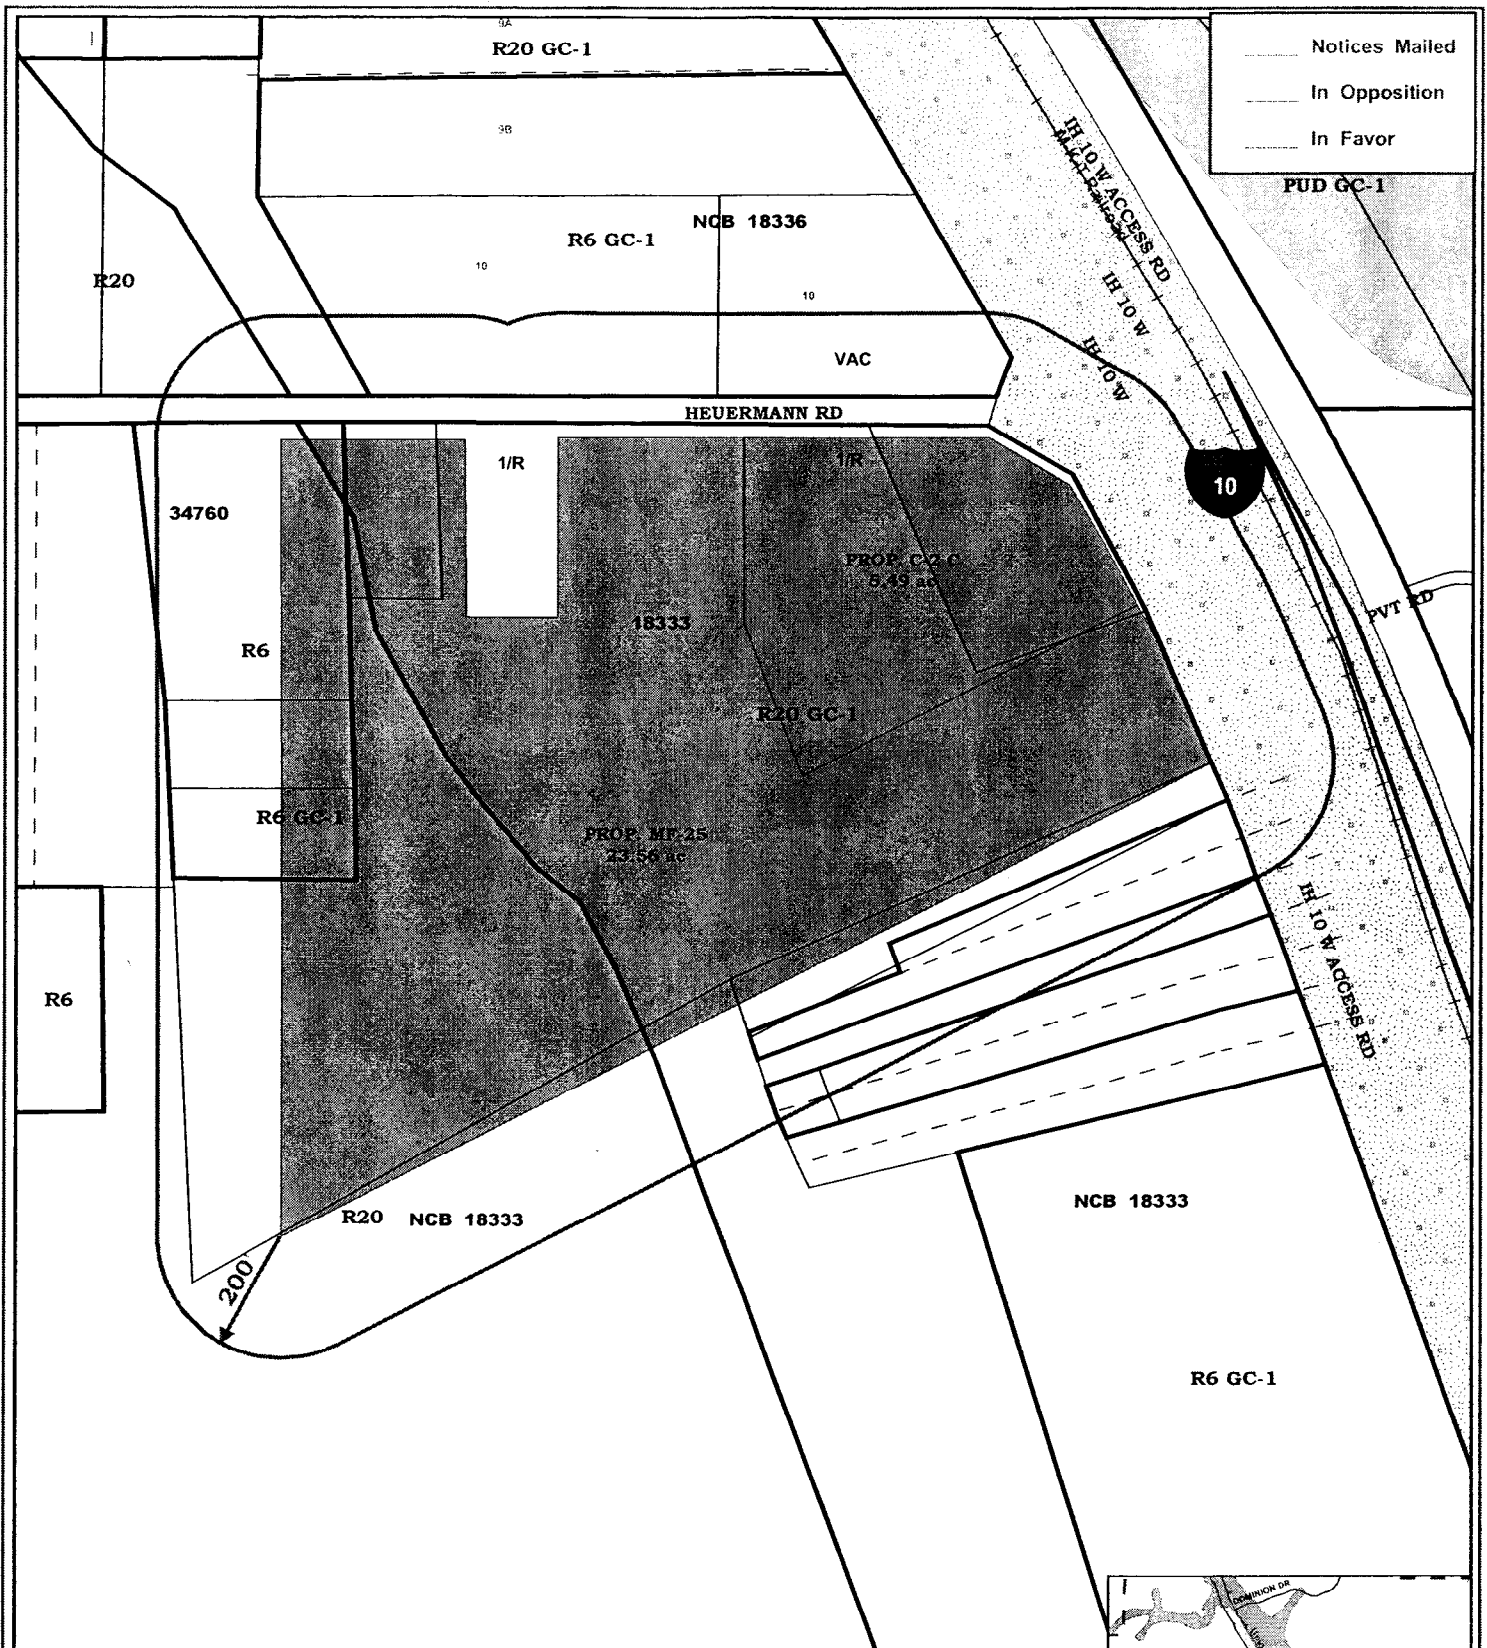 9A
R20 GC-1
Notices Mailed
In Opposition
In Favor
9B
IH 10 W ACCESS RD
M.K.T Railroad
PUD GC-1
NCB 18336
R6 GC-1
10
R20
10
IH 10 W
IH 10 W
VAC
HEUERMANN RD
1/R
1/R
10
34760
PROP. C-2 C
5.49 ac
PVT RD
18333
R6
R20 GC-1
R6 GC-1
PROP. MF-25
23.56 ac
IH 10 W ACCESS RD
R6
NCB 18333
R20
NCB 18333
200'
R6 GC-1
DOMINION DR